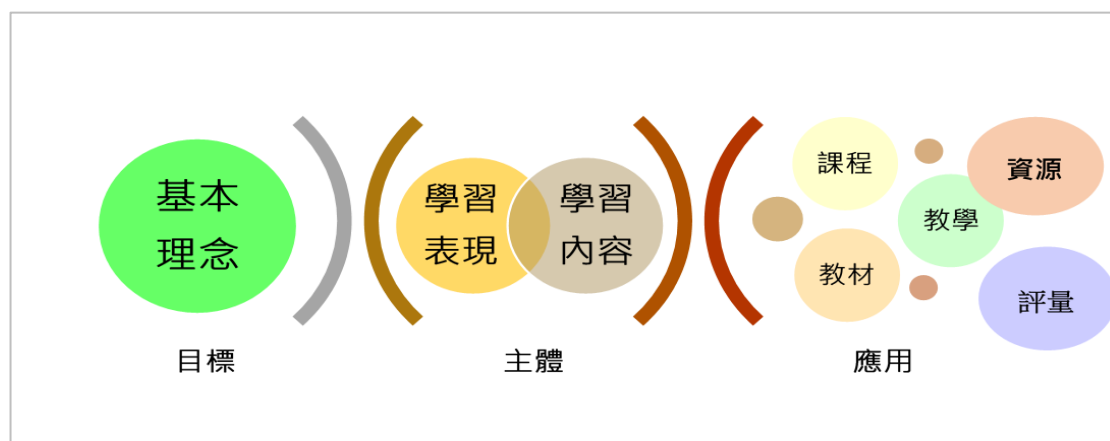 基本
理念
目標
學習
表現
學習
內容
主體
課程
資源
教學
教材
評量
應用